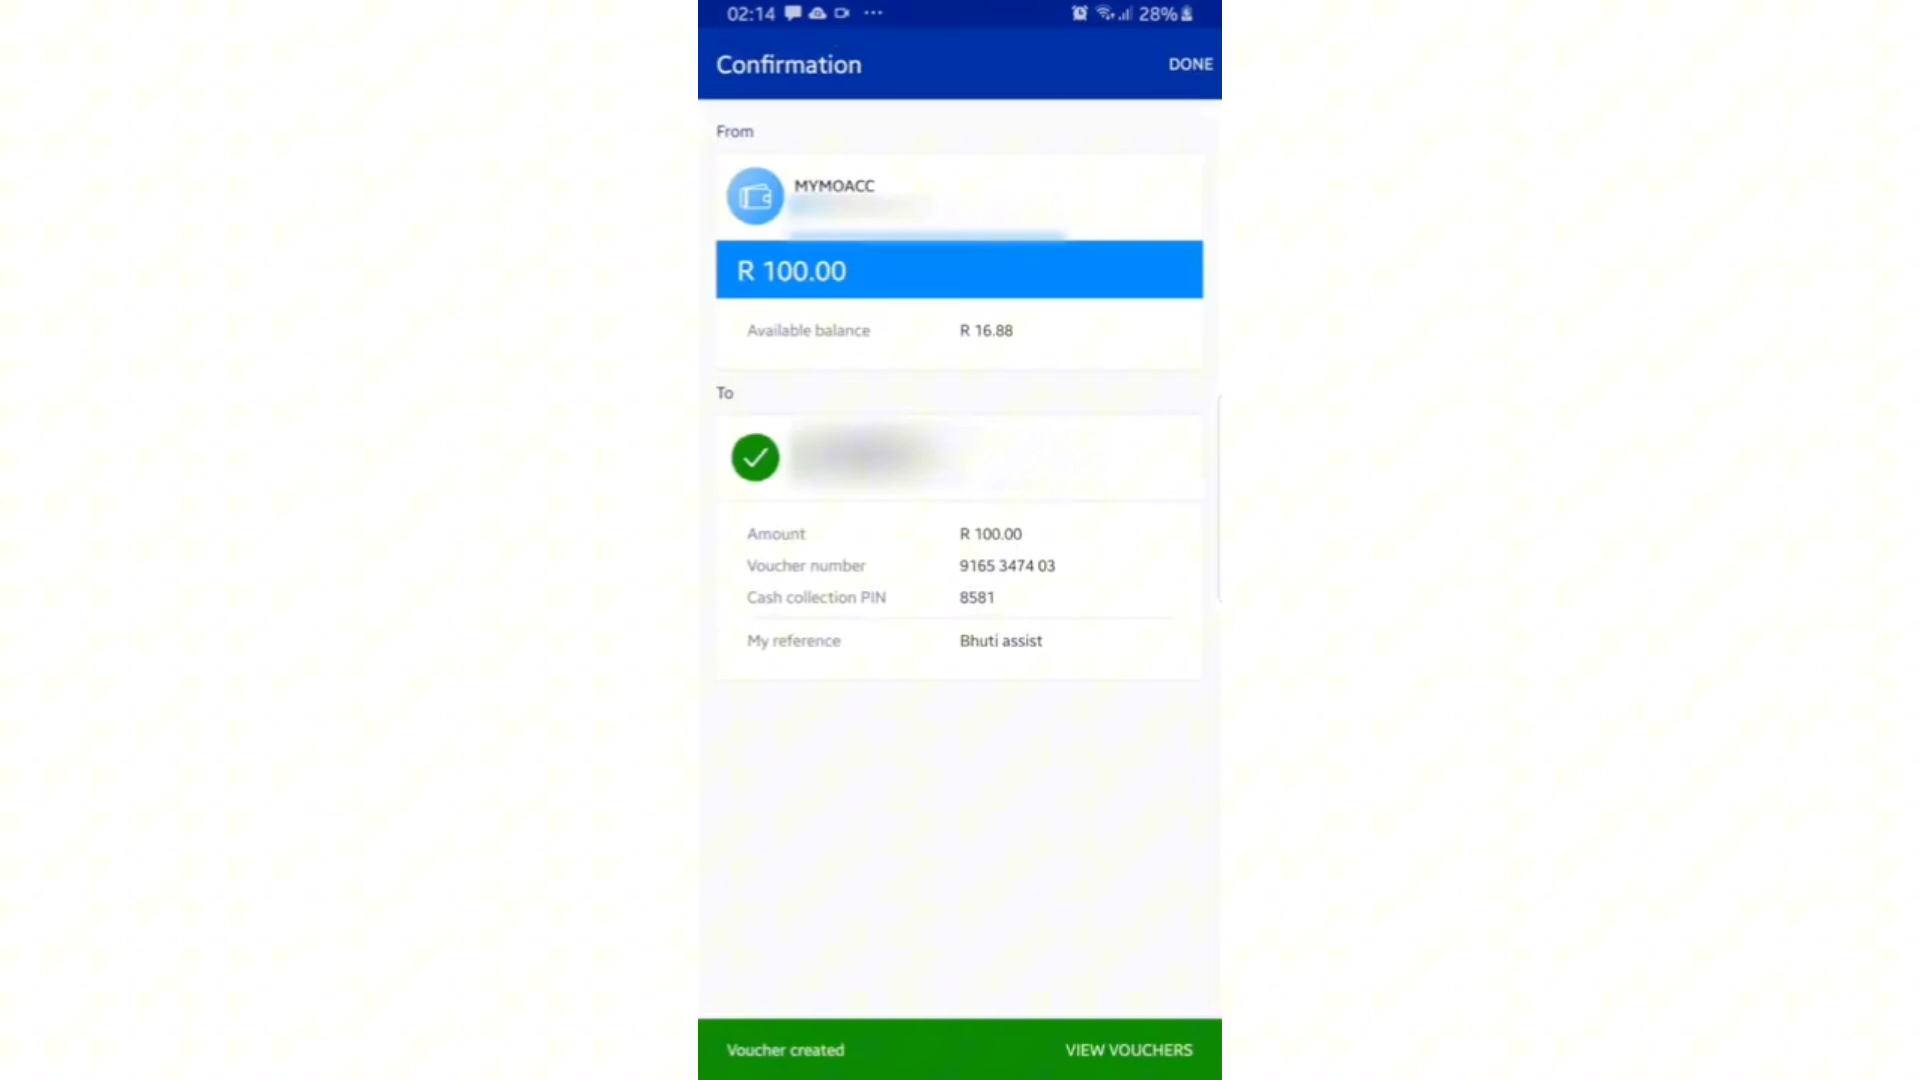 02:14 28%
Confirmation DONE
From
MYMOACC
R 100.00
Available balance R 16.88
To
Amount R 100.00
Voucher number 9165 3474 03
Cash collection PIN 8581
My reference Bhuti assist
Voucher created VIEW VOUCHERS